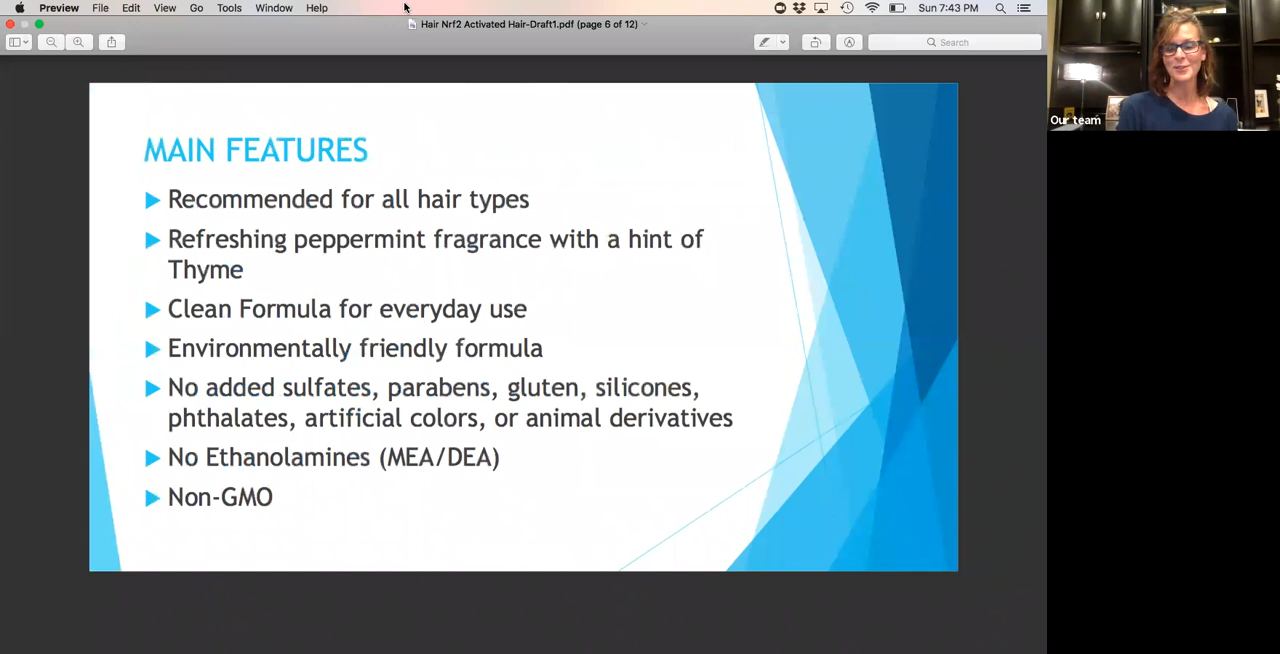 Preview File Edit View Go Tools Window Help Sun 7:43 PM
Hair Nrf2 Activated Hair-Draft1.pdf (page 6 of 12)
Search
Our team
MAIN FEATURES
Recommended for all hair types
Refreshing peppermint fragrance with a hint of
Thyme
Clean Formula for everyday use
Environmentally friendly formula
No added sulfates, parabens, gluten, silicones,
phthalates, artificial colors, or animal derivatives
No Ethanolamines (MEA/DEA)
Non-GMO